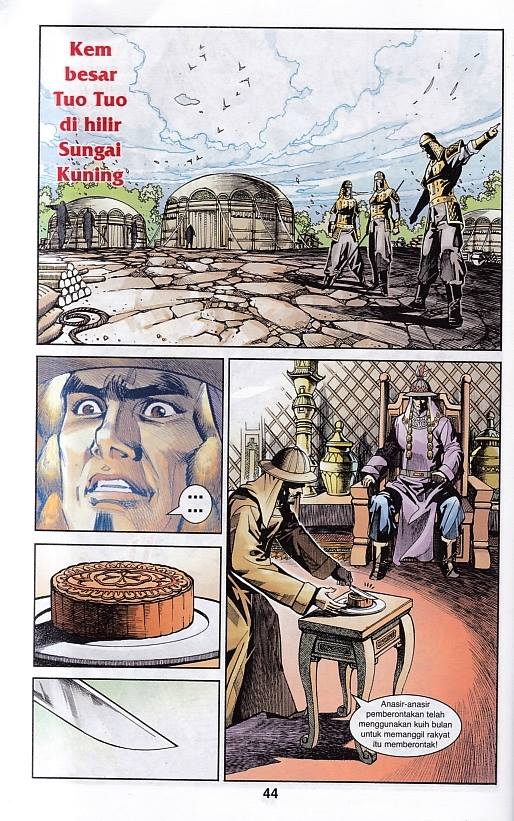 Kem
besar
Tuo Tuo
di hilir
Sungai
Kuning
...
...
Anasir-anasir
pemberontakan telah
menggunakan kuih bulan
untuk memanggil rakyat
itu memberontak!
44